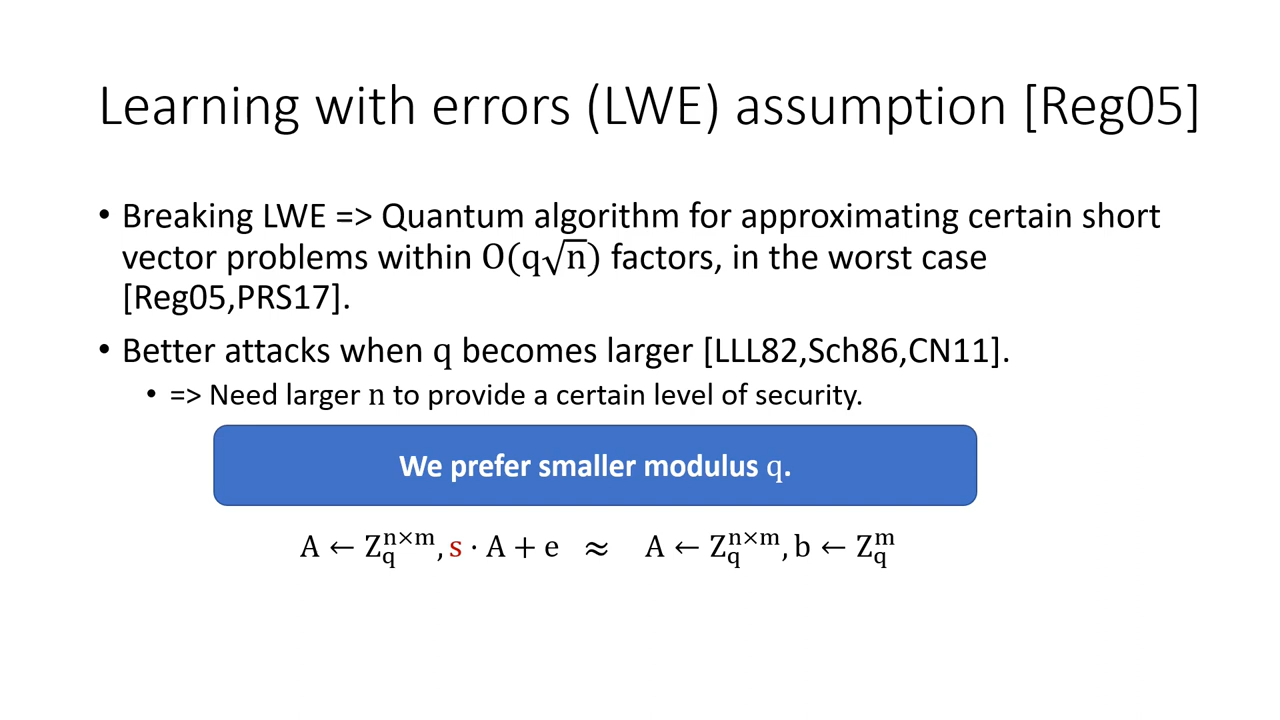 Learning with errors (LWE) assumption [Reg05]
• Breaking LWE => Quantum algorithm for approximating certain short
vector problems within O(q√n) factors, in the worst case
[Reg05,PRS17].
• Better attacks when q becomes larger [LLL82,Sch86,CN11].
• => Need larger n to provide a certain level of security.
We prefer smaller modulus q.
A ← Z_q^{n×m}, s · A + e ≈ A ← Z_q^{n×m}, b ← Z_q^m